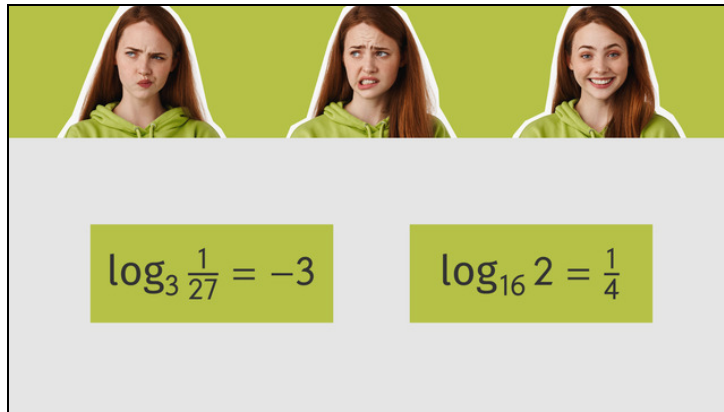 log₃ 1/27 = −3
log₁₆ 2 = 1/4